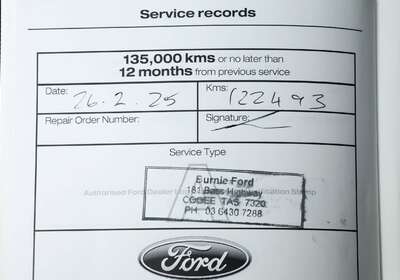 Service records
135,000 kms or no later than
12 months from previous service
Date: 26.2.25 Kms: 122493
Repair Order Number: Signature:
Service Type
Burnie Ford
181 Bass Highway
Authorised Ford Dealer Stamp
COOEE TAS 7320
PH. 03 6430 7288
Ford